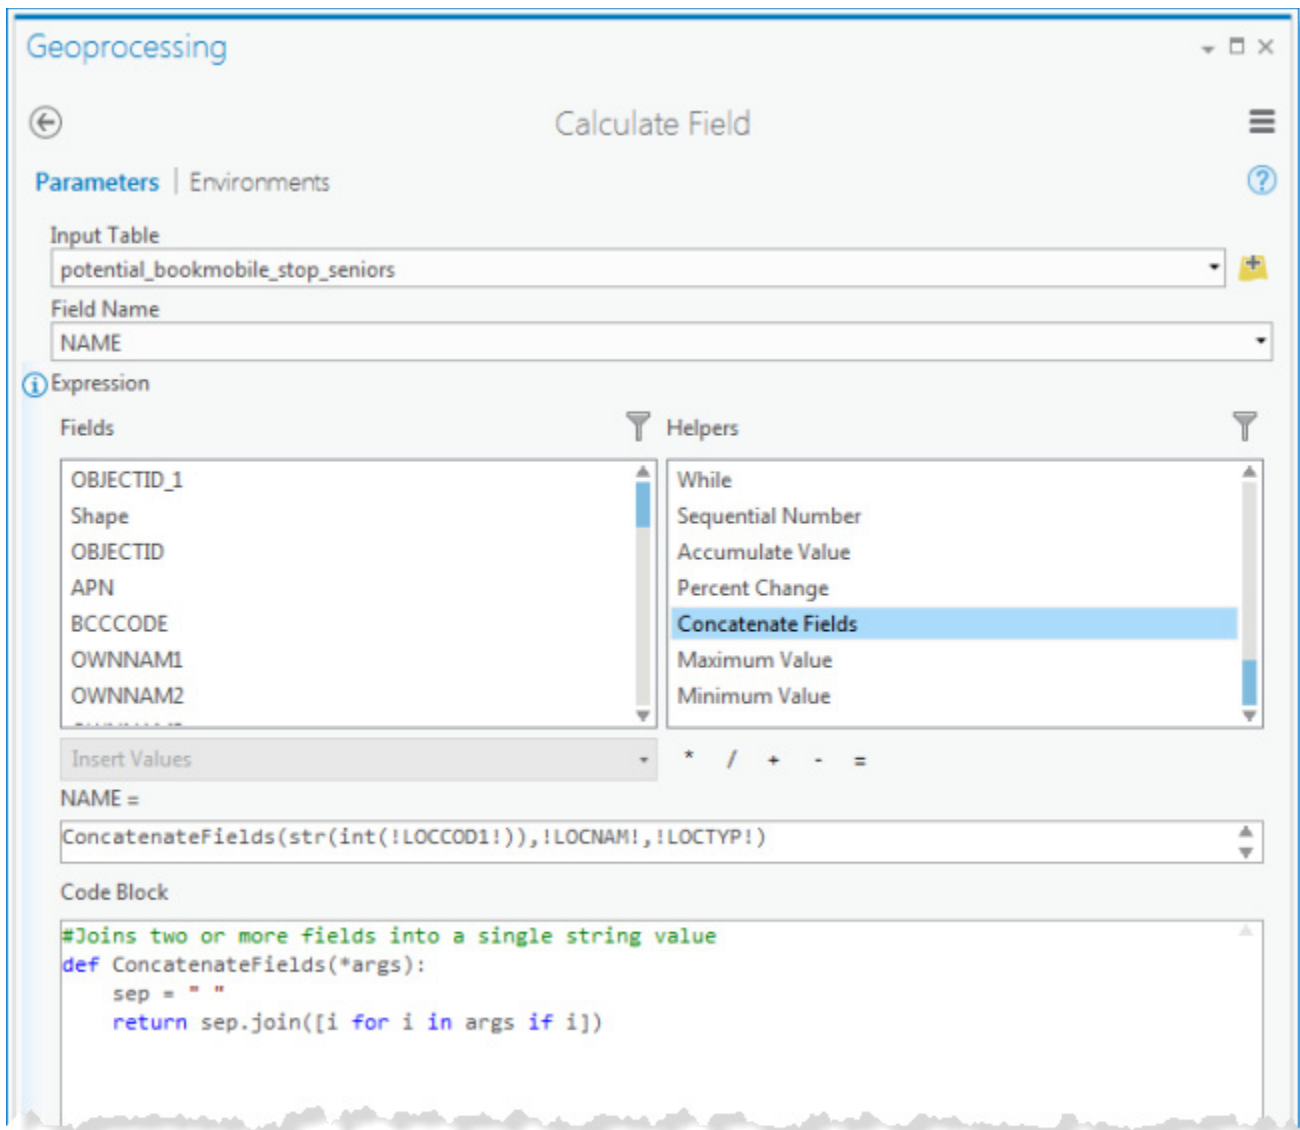 Geoprocessing
Calculate Field
Parameters | Environments
Input Table
potential_bookmobile_stop_seniors
Field Name
NAME
Expression
Fields
Helpers
OBJECTID_1
Shape
OBJECTID
APN
BCCCODE
OWNNAM1
OWNNAM2
While
Sequential Number
Accumulate Value
Percent Change
Concatenate Fields
Maximum Value
Minimum Value
Insert Values
* / + - =
NAME =
ConcatenateFields(str(int(!LOCCOD1!)),!LOCNAM!,!LOCTYP!)
Code Block
#Joins two or more fields into a single string value
def ConcatenateFields(*args):
    sep = " "
    return sep.join([i for i in args if i])